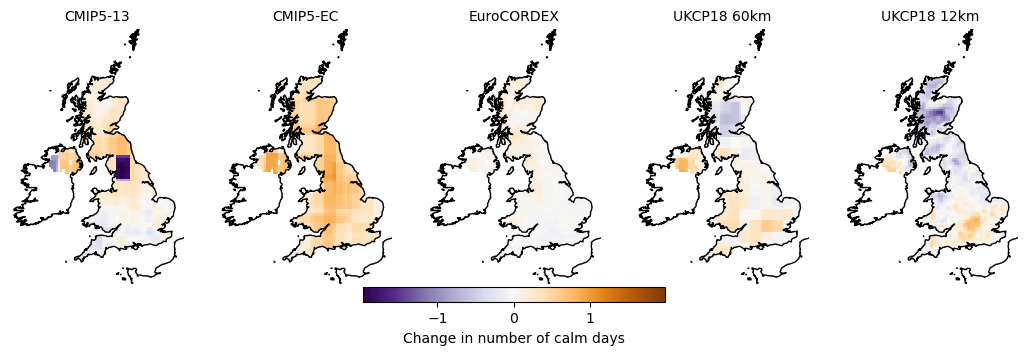 CMIP5-13 CMIP5-EC EuroCORDEX UKCP18 60km UKCP18 12km
−1 0 1
Change in number of calm days